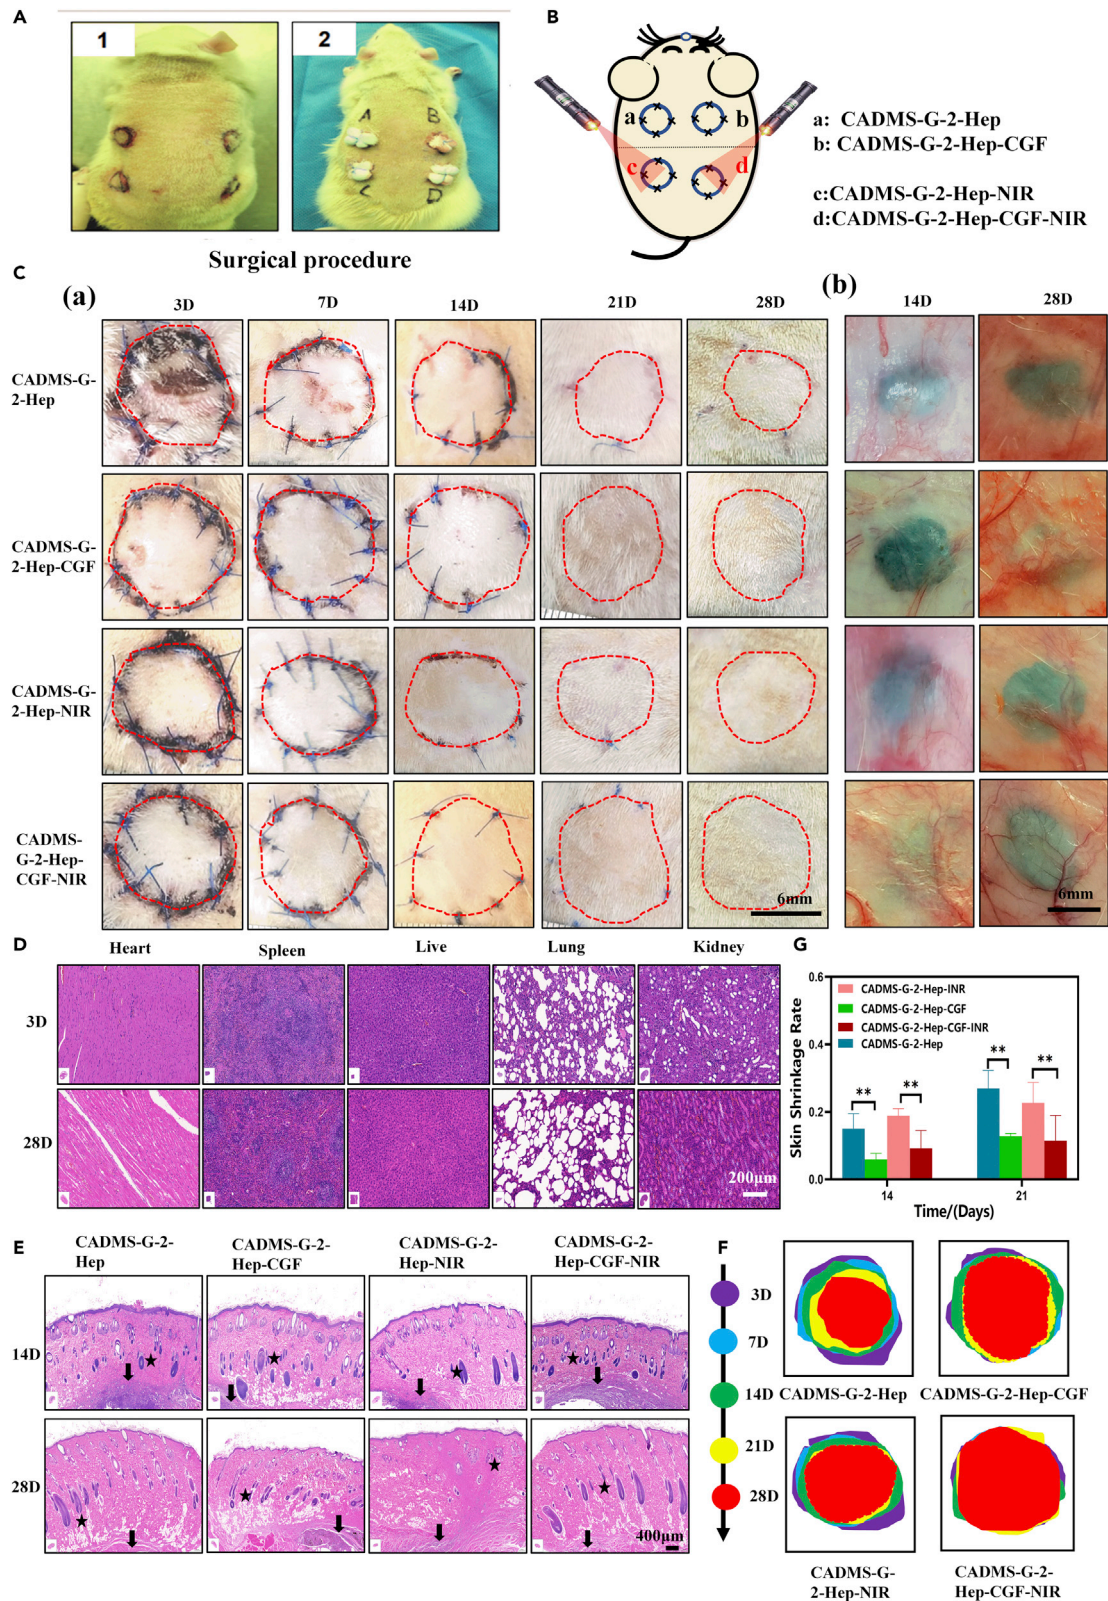 A
1
2
A
B
C
D
Surgical procedure
B
a
b
c
d
a: CADMS-G-2-Hep
b: CADMS-G-2-Hep-CGF
c:CADMS-G-2-Hep-NIR
d:CADMS-G-2-Hep-CGF-NIR
C
(a)
3D
7D
14D
21D
28D
(b)
14D
28D
CADMS-G-
2-Hep
CADMS-G-
2-Hep-CGF
CADMS-G-
2-Hep-NIR
CADMS-
G-2-Hep-
CGF-NIR
6mm
6mm
D
Heart
Spleen
Live
Lung
Kidney
3D
28D
200μm
G
Skin Shrinkage Rate
0.6
0.4
0.2
0.0
CADMS-G-2-Hep-INR
CADMS-G-2-Hep-CGF
CADMS-G-2-Hep-CGF-INR
CADMS-G-2-Hep
**
**
**
**
14
21
Time/(Days)
E
CADMS-G-2-
Hep
CADMS-G-2-
Hep-CGF
CADMS-G-2-
Hep-NIR
CADMS-G-2-
Hep-CGF-NIR
14D
28D
400μm
F
3D
7D
14D
21D
28D
CADMS-G-2-Hep
CADMS-G-2-Hep-CGF
CADMS-G-
2-Hep-NIR
CADMS-G-2-
Hep-CGF-NIR